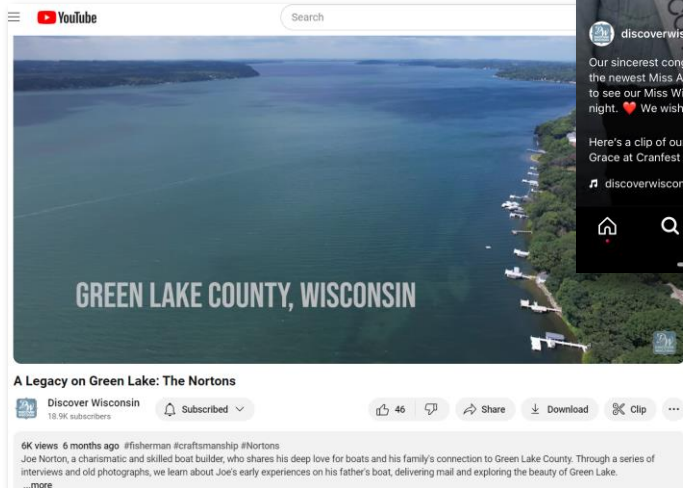 YouTube
Search
GREEN LAKE COUNTY, WISCONSIN
A Legacy on Green Lake: The Nortons
Discover Wisconsin
18.9K subscribers
Subscribed
46
Share
Download
Clip
6K views 6 months ago #fisherman #craftsmanship #Nortons
Joe Norton, a charismatic and skilled boat builder, who shares his deep love for boats and his family's connection to Green Lake County. Through a series of
interviews and old photographs, we learn about Joe's early experiences on his father's boat, delivering mail and exploring the beauty of Green Lake.
...more
discoverwis
Our sincerest cong
the newest Miss A
to see our Miss Wi
night. ❤️ We wish
Here's a clip of ou
Grace at Cranfest
discoverwiscon